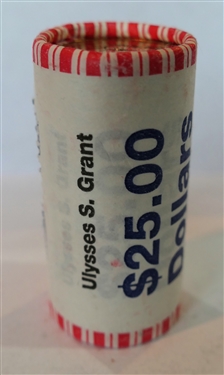 Ulysses S. Grant
$25.00
Dollars